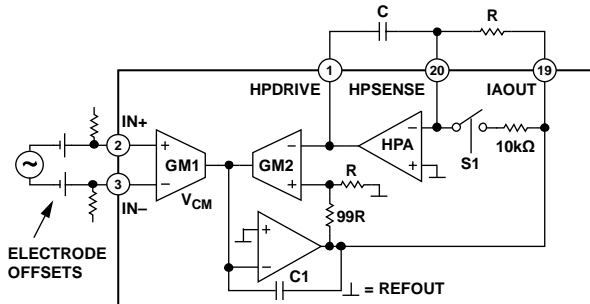 C
R
1
20
19
HPDRIVE
HPSENSE
IAOUT
IN+
2
+
GM1
–
3
IN–
V_CM
GM2
–
+
HPA
–
+
S1
10kΩ
R
99R
+
–
C1
= REFOUT
ELECTRODE
OFFSETS